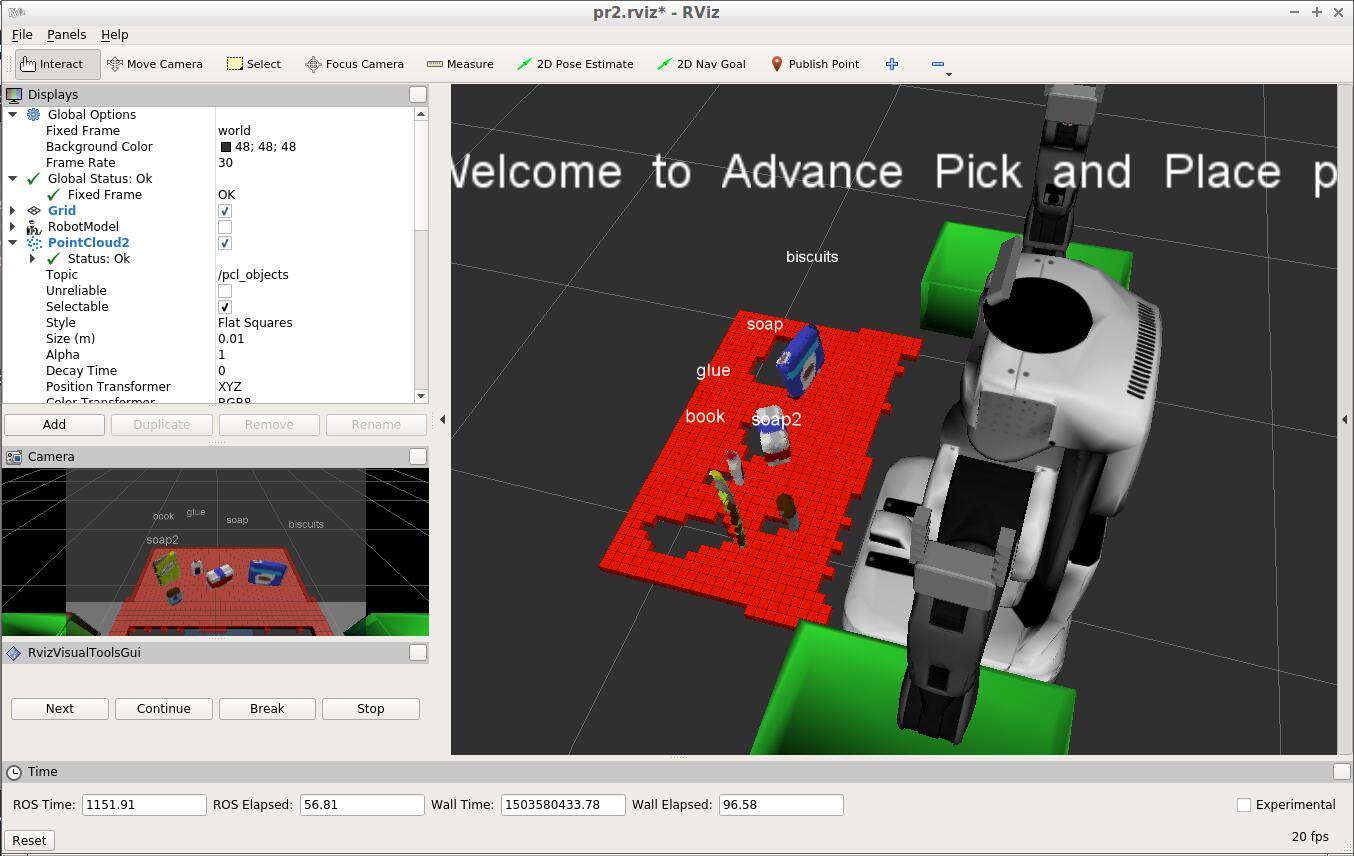 pr2.rviz* - RViz
File Panels Help
Interact Move Camera Select Focus Camera Measure 2D Pose Estimate 2D Nav Goal Publish Point
Displays
Global Options
Fixed Frame world
Background Color 48; 48; 48
Frame Rate 30
Global Status: Ok
Fixed Frame OK
Grid
RobotModel
PointCloud2
Status: Ok
Topic /pcl_objects
Unreliable
Selectable
Style Flat Squares
Size (m) 0.01
Alpha 1
Decay Time 0
Position Transformer XYZ
Color Transformer RGB8
Add Duplicate Remove Rename
Camera
book glue soap biscuits
soap2
RvizVisualToolsGui
Next Continue Break Stop
Welcome to Advance Pick and Place p
biscuits
soap
glue
book soap2
Time
ROS Time: 1151.91 ROS Elapsed: 56.81 Wall Time: 1503580433.78 Wall Elapsed: 96.58 Experimental
Reset 20 fps